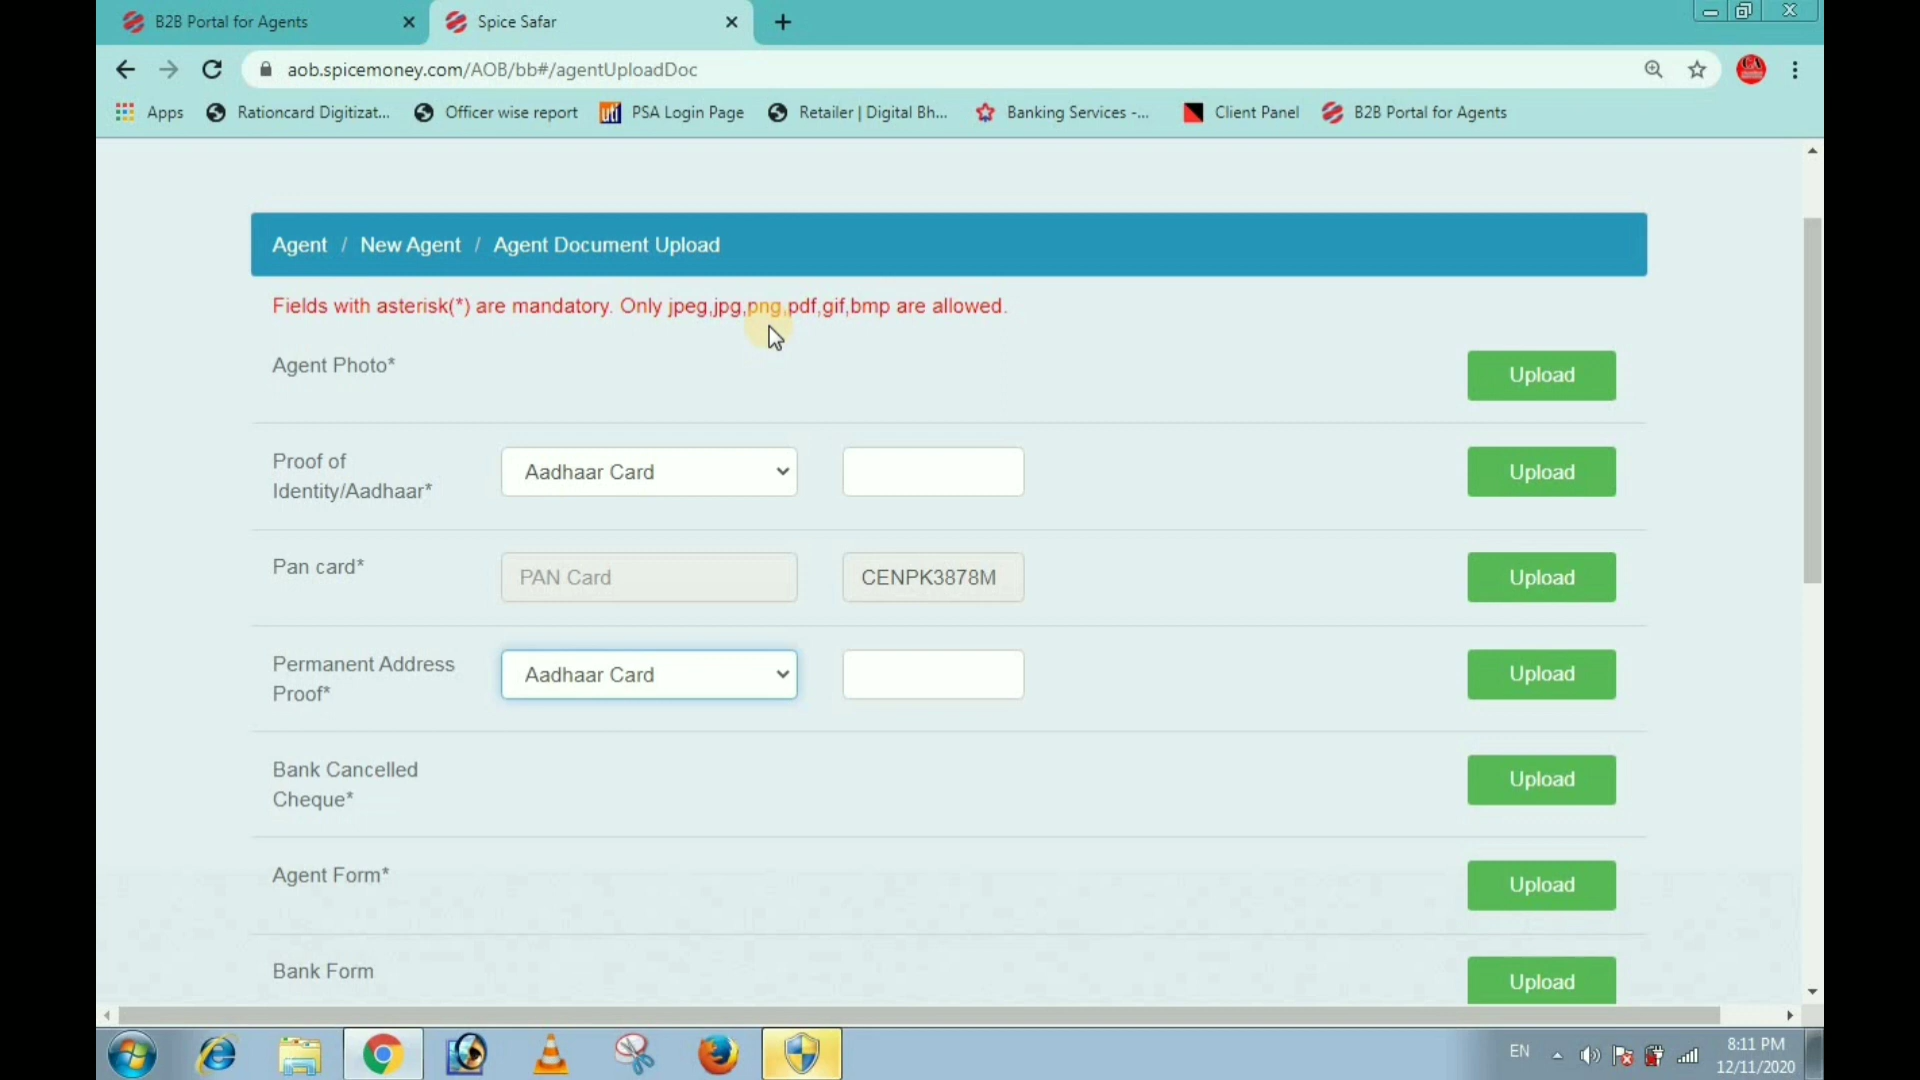 B2B Portal for Agents
Spice Safar
aob.spicemoney.com/AOB/bb#/agentUploadDoc
Apps
Rationcard Digitizat...
Officer wise report
uti
PSA Login Page
Retailer | Digital Bh...
Banking Services -...
Client Panel
B2B Portal for Agents
Agent / New Agent / Agent Document Upload
Fields with asterisk(*) are mandatory. Only jpeg,jpg,png,pdf,gif,bmp are allowed.
Agent Photo*
Upload
Proof of
Identity/Aadhaar*
Aadhaar Card
Upload
Pan card*
PAN Card
CENPK3878M
Upload
Permanent Address
Proof*
Aadhaar Card
Upload
Bank Cancelled
Cheque*
Upload
Agent Form*
Upload
Bank Form
Upload
EN
8:11 PM
12/11/2020